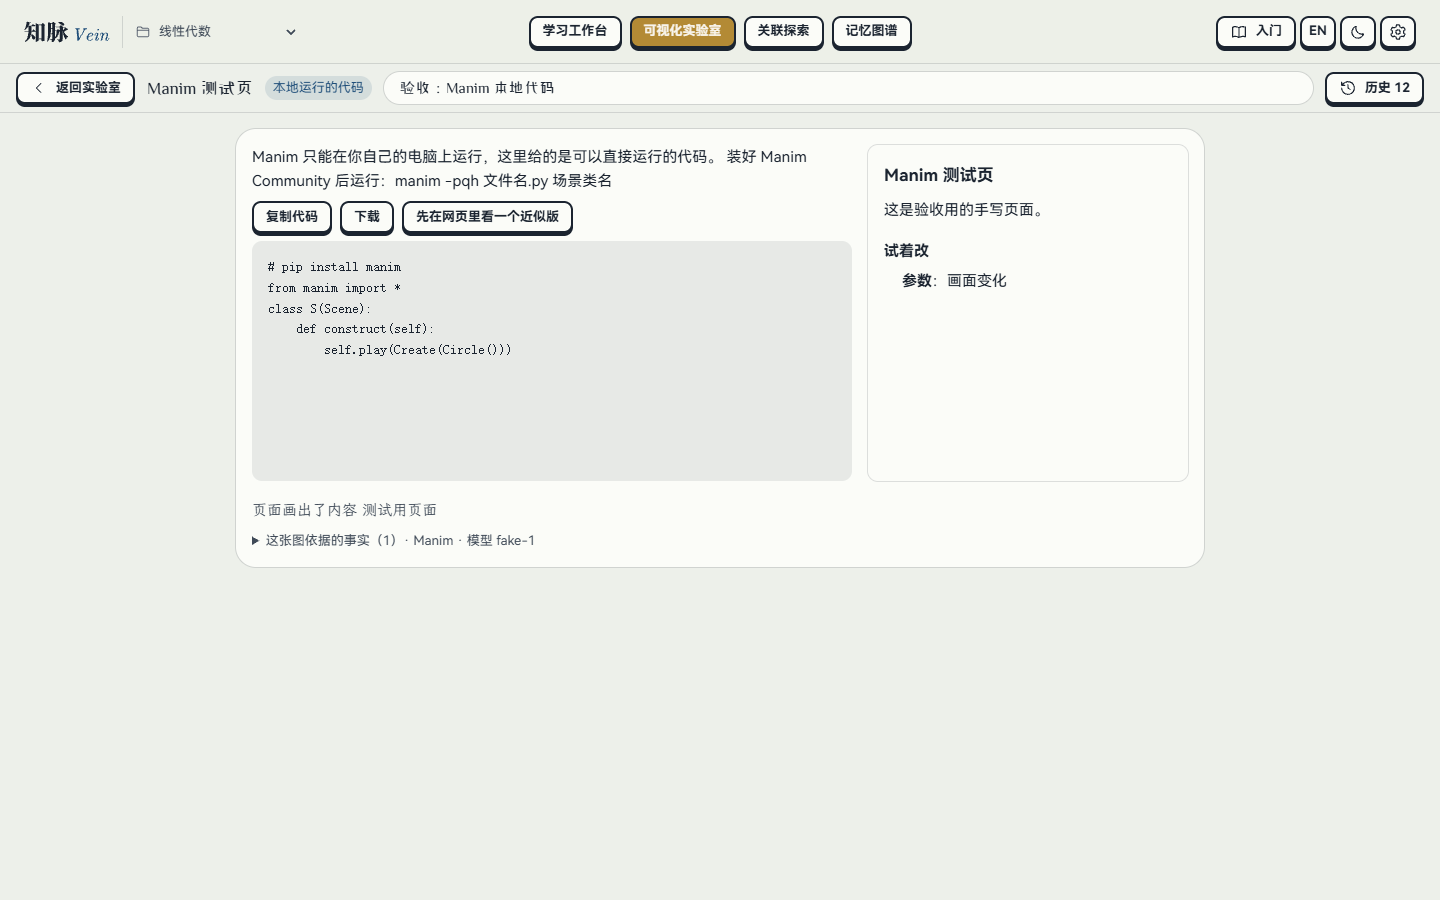 知脉 Vein
线性代数
学习工作台
可视化实验室
关联探索
记忆图谱
入门
EN
返回实验室
Manim 测试页
本地运行的代码
验收：Manim 本地代码
历史 12
Manim 只能在你自己的电脑上运行，这里给的是可以直接运行的代码。 装好 Manim
Community 后运行：manim -pqh 文件名.py 场景类名
复制代码
下载
先在网页里看一个近似版
# pip install manim
from manim import *
class S(Scene):
    def construct(self):
        self.play(Create(Circle()))
Manim 测试页
这是验收用的手写页面。
试着改
参数：画面变化
页面画出了内容 测试用页面
这张图依据的事实（1）· Manim · 模型 fake-1